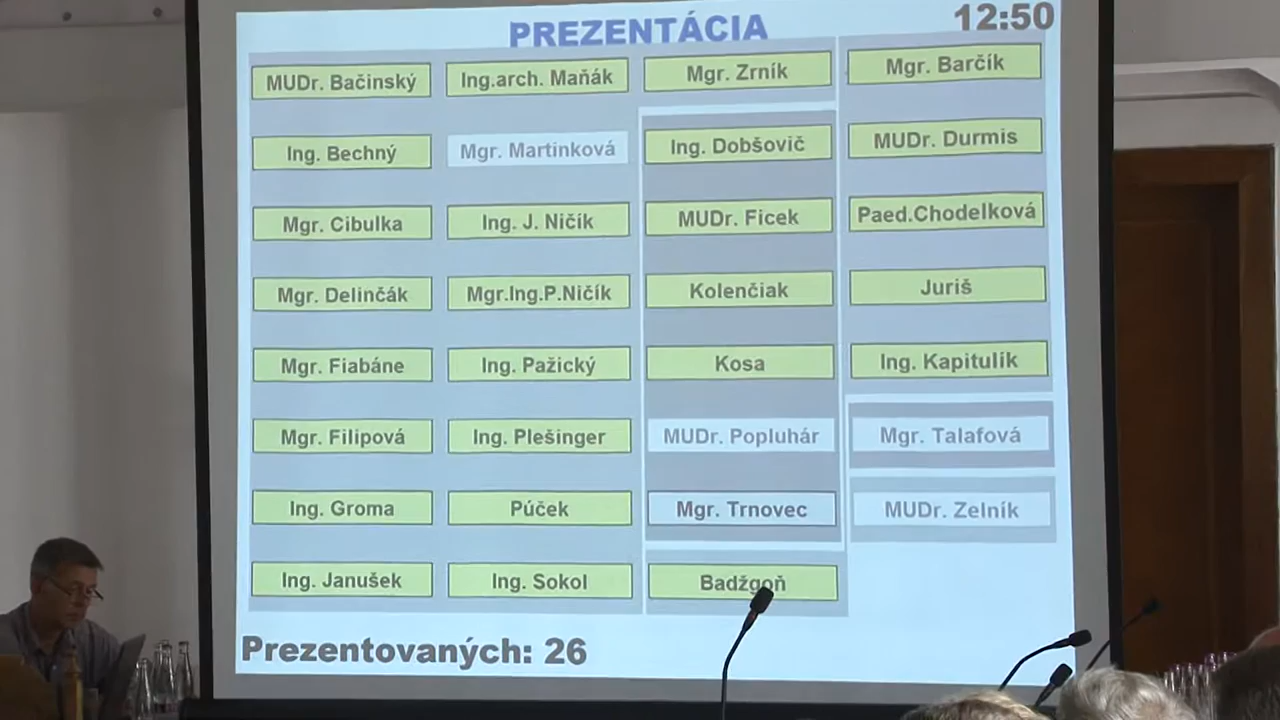 PREZENTÁCIA
12:50
MUDr. Bačinský
Ing. Bechný
Mgr. Cibulka
Mgr. Delinčák
Mgr. Fiabáne
Mgr. Filipová
Ing. Groma
Ing. Janušek
Ing.arch. Maňák
Mgr. Martinková
Ing. J. Ničík
Mgr.Ing.P.Ničík
Ing. Pažický
Ing. Plešinger
Púček
Ing. Sokol
Mgr. Zrník
Ing. Dobšovič
MUDr. Ficek
Kolenčiak
Kosa
MUDr. Popluhár
Mgr. Trnovec
Badžgoň
Mgr. Barčík
MUDr. Durmis
Paed.Chodelková
Juriš
Ing. Kapitulík
Mgr. Talafová
MUDr. Zelník
Prezentovaných: 26